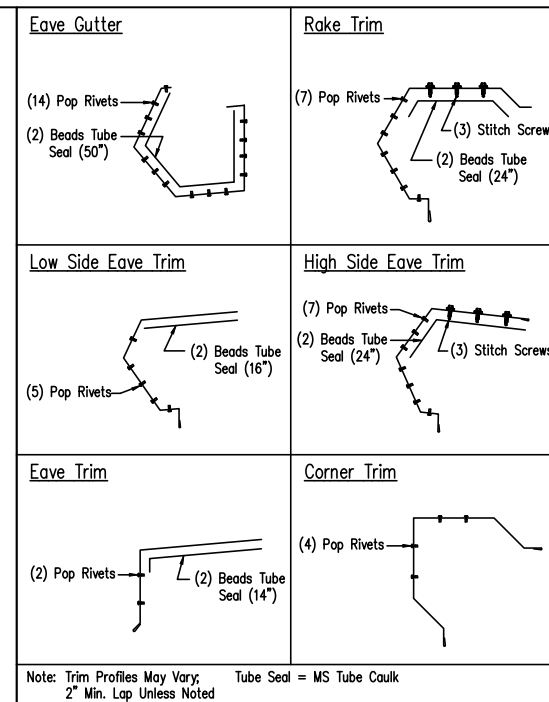 Eave Gutter
(14) Pop Rivets
(2) Beads Tube
Seal (50")
Rake Trim
(7) Pop Rivets
(3) Stitch Screws
(2) Beads Tube
Seal (24")
Low Side Eave Trim
(2) Beads Tube
Seal (16")
(5) Pop Rivets
High Side Eave Trim
(7) Pop Rivets
(2) Beads Tube
Seal (24")
(3) Stitch Screws
Eave Trim
(2) Pop Rivets
(2) Beads Tube
Seal (14")
Corner Trim
(4) Pop Rivets
Note: Trim Profiles May Vary; Tube Seal = MS Tube Caulk
2" Min. Lap Unless Noted